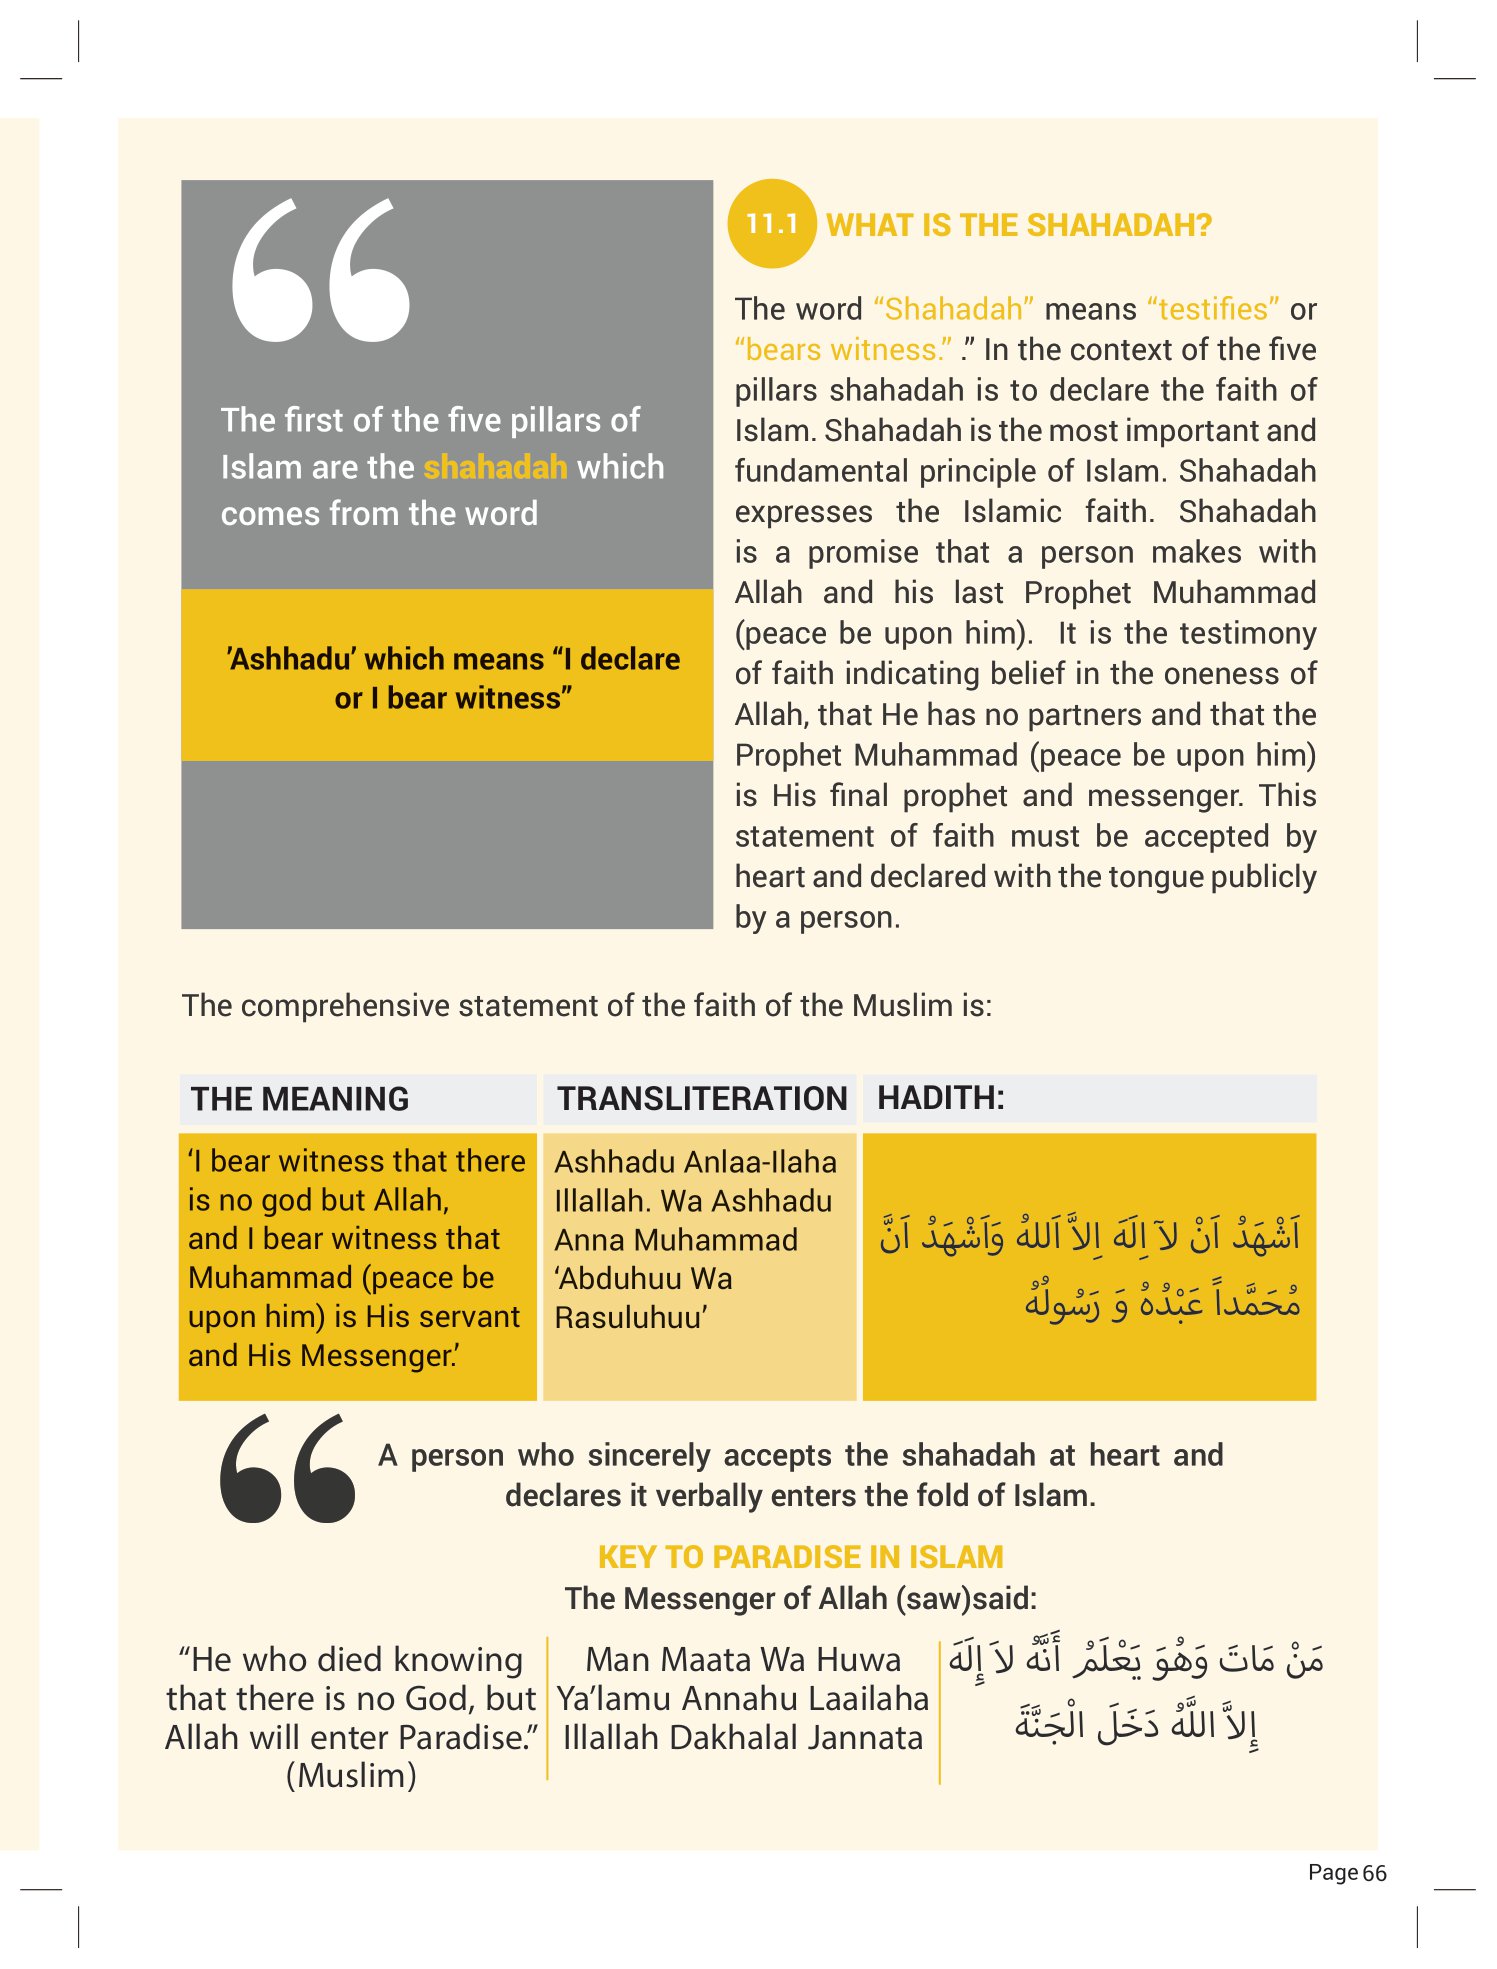 The first of the five pillars of
Islam are the shahadah which
comes from the word
’Ashhadu’ which means “I declare
or I bear witness”
11.1 WHAT IS THE SHAHADAH?
The word “Shahadah” means “testifies” or
“bears witness.” .” In the context of the five
pillars shahadah is to declare the faith of
Islam. Shahadah is the most important and
fundamental principle of Islam. Shahadah
expresses the Islamic faith. Shahadah
is a promise that a person makes with
Allah and his last Prophet Muhammad
(peace be upon him). It is the testimony
of faith indicating belief in the oneness of
Allah, that He has no partners and that the
Prophet Muhammad (peace be upon him)
is His final prophet and messenger. This
statement of faith must be accepted by
heart and declared with the tongue publicly
by a person.
The comprehensive statement of the faith of the Muslim is:
THE MEANING
‘I bear witness that there
is no god but Allah,
and I bear witness that
Muhammad (peace be
upon him) is His servant
and His Messenger.’
TRANSLITERATION
Ashhadu Anlaa-Ilaha
Illallah. Wa Ashhadu
Anna Muhammad
‘Abduhuu Wa
Rasuluhuu’
HADITH:
اَشْهَدُ اَنْ لآ اِلَهَ اِلاَّ اَللهُ وَاَشْهَدُ اَنَّ
مُحَمَّداً عَبْدُهُ وَ رَسُولُهُ
A person who sincerely accepts the shahadah at heart and
declares it verbally enters the fold of Islam.
KEY TO PARADISE IN ISLAM
The Messenger of Allah (saw)said:
“He who died knowing
that there is no God, but
Allah will enter Paradise.”
(Muslim)
Man Maata Wa Huwa
Ya’lamu Annahu Laailaha
Illallah Dakhalal Jannata
مَنْ مَاتَ وَهُوَ يَعْلَمُ أَنَّهُ لاَ إِلَهَ
إِلاَّ اللَّهُ دَخَلَ الْجَنَّةَ
Page 66